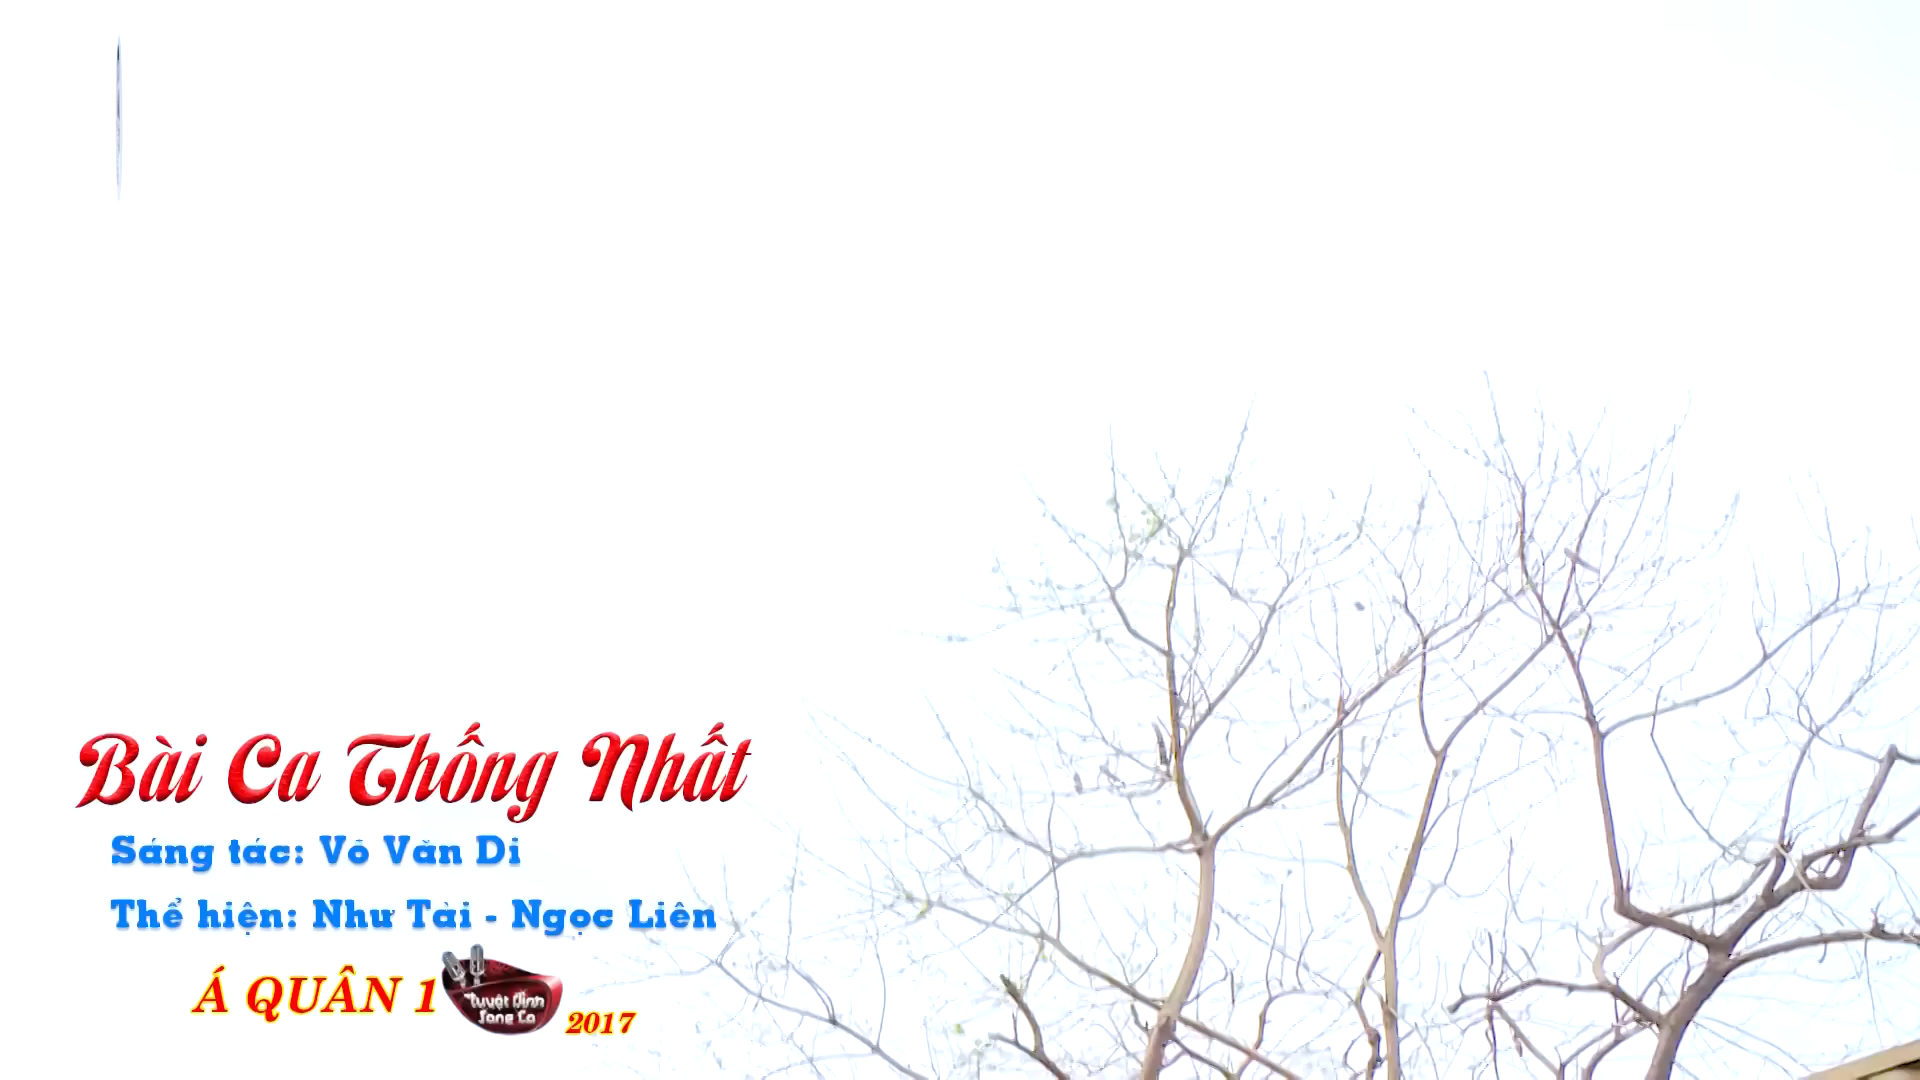 Bài Ca Thống Nhất
Sáng tác: Võ Văn Di
Thể hiện: Như Tài - Ngọc Liên
Á QUÂN 1
Tuyệt Đỉnh
Song Ca
2017